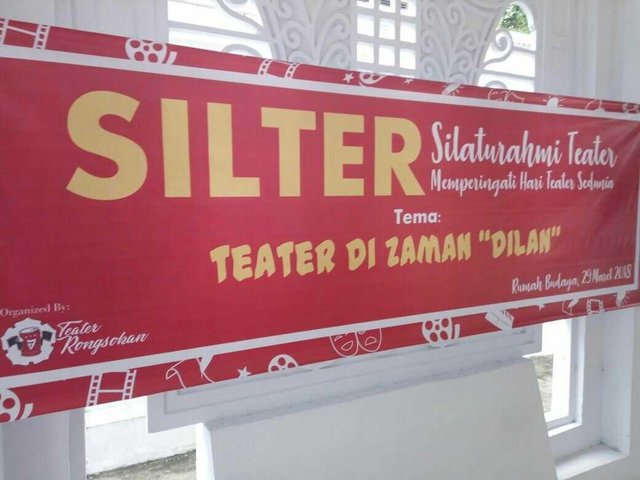 SILTER
Silaturahmi Teater
Memperingati Hari Teater Sedunia
Tema:
TEATER DI ZAMAN "DILAN"
Rumah Budaya, 29 Maret 2018
Organized By:
Teater
Rongsokan